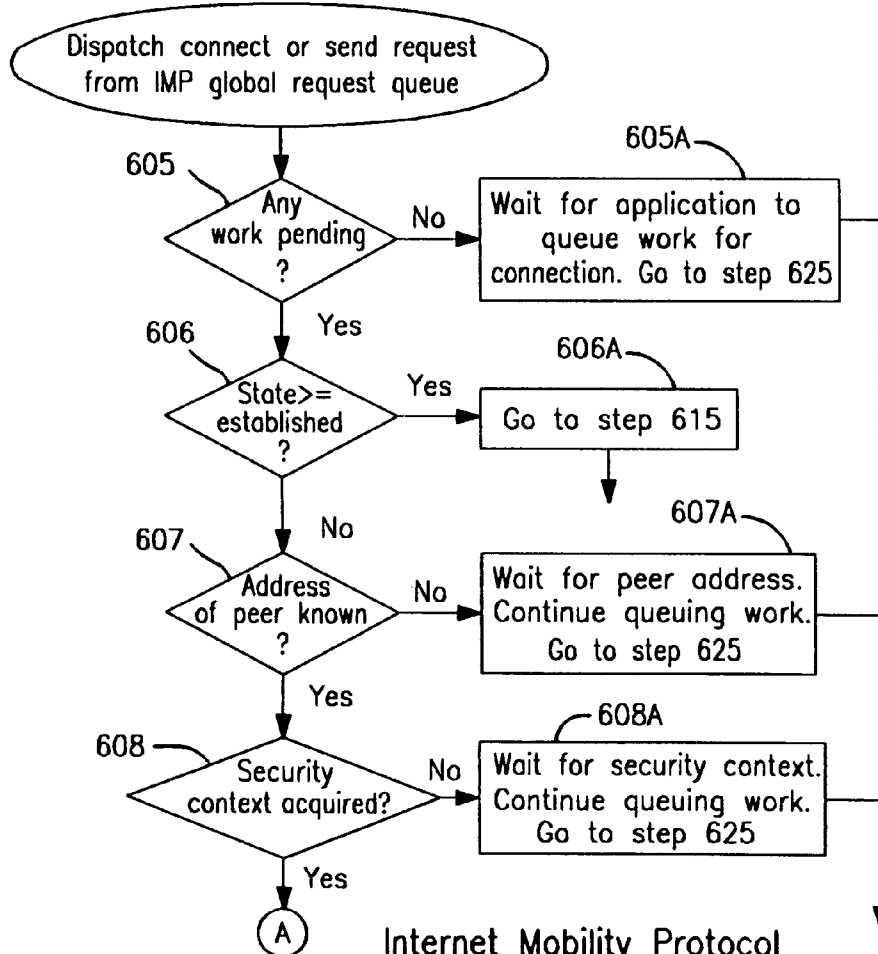 Dispatch connect or send request
from IMP global request queue
605
Any
work pending
?
No
605A
Wait for application to
queue work for
connection. Go to step 625
Yes
606
State>=
established
?
Yes
606A
Go to step 615
No
607
Address
of peer known
?
No
607A
Wait for peer address.
Continue queuing work.
Go to step 625
Yes
608
Security
context acquired?
No
608A
Wait for security context.
Continue queuing work.
Go to step 625
Yes
A
Internet Mobility Protocol